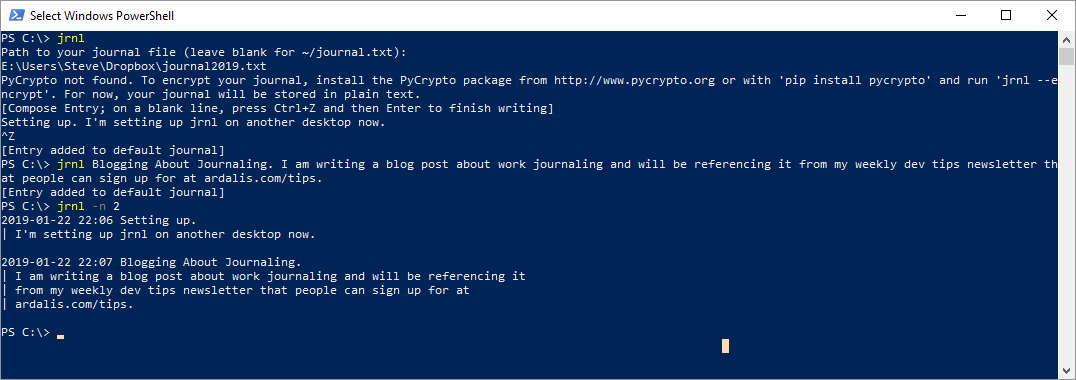 Select Windows PowerShell
PS C:\> jrnl
Path to your journal file (leave blank for ~/journal.txt):
E:\Users\Steve\Dropbox\journal2019.txt
PyCrypto not found. To encrypt your journal, install the PyCrypto package from http://www.pycrypto.org or with 'pip install pycrypto' and run 'jrnl --e
ncrypt'. For now, your journal will be stored in plain text.
[Compose Entry; on a blank line, press Ctrl+Z and then Enter to finish writing]
Setting up. I'm setting up jrnl on another desktop now.
^Z
[Entry added to default journal]
PS C:\> jrnl Blogging About Journaling. I am writing a blog post about work journaling and will be referencing it from my weekly dev tips newsletter th
at people can sign up for at ardalis.com/tips.
[Entry added to default journal]
PS C:\> jrnl -n 2
2019-01-22 22:06 Setting up.
| I'm setting up jrnl on another desktop now.
2019-01-22 22:07 Blogging About Journaling.
| I am writing a blog post about work journaling and will be referencing it
| from my weekly dev tips newsletter that people can sign up for at
| ardalis.com/tips.
PS C:\>